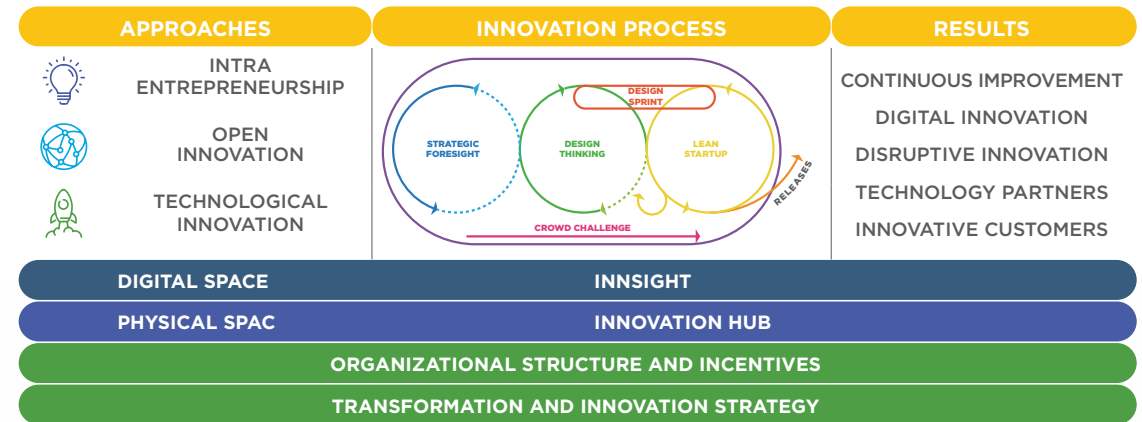 APPROACHES
INTRA
ENTREPRENEURSHIP
OPEN
INNOVATION
TECHNOLOGICAL
INNOVATION
INNOVATION PROCESS
STRATEGIC
FORESIGHT
DESIGN
THINKING
DESIGN
SPRINT
LEAN
STARTUP
RELEASES
CROWD CHALLENGE
RESULTS
CONTINUOUS IMPROVEMENT
DIGITAL INNOVATION
DISRUPTIVE INNOVATION
TECHNOLOGY PARTNERS
INNOVATIVE CUSTOMERS
DIGITAL SPACE
INNSIGHT
PHYSICAL SPAC
INNOVATION HUB
ORGANIZATIONAL STRUCTURE AND INCENTIVES
TRANSFORMATION AND INNOVATION STRATEGY